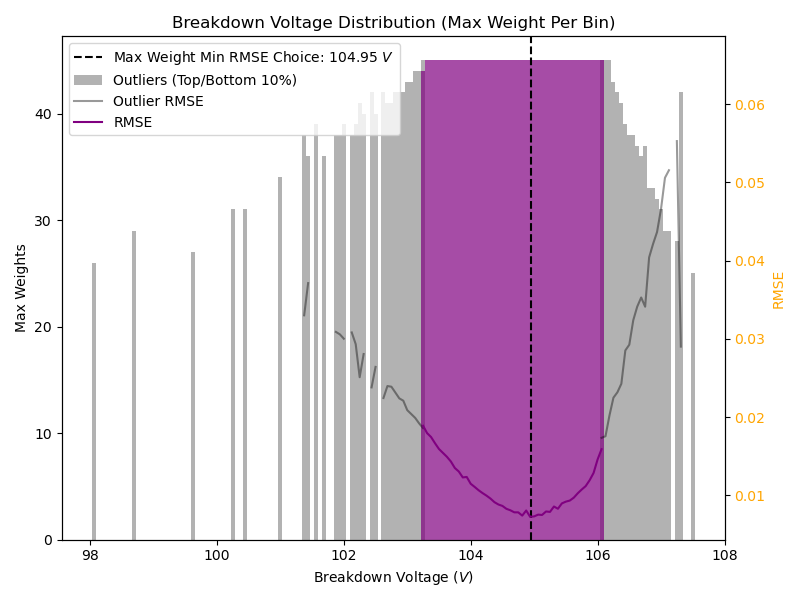 Breakdown Voltage Distribution (Max Weight Per Bin)
Max Weight Min RMSE Choice: 104.95 V
Outliers (Top/Bottom 10%)
Outlier RMSE
RMSE
Max Weights
40
30
20
10
0
0.06
0.05
0.04
0.03
0.02
0.01
RMSE
98 100 102 104 106 108
Breakdown Voltage (V)